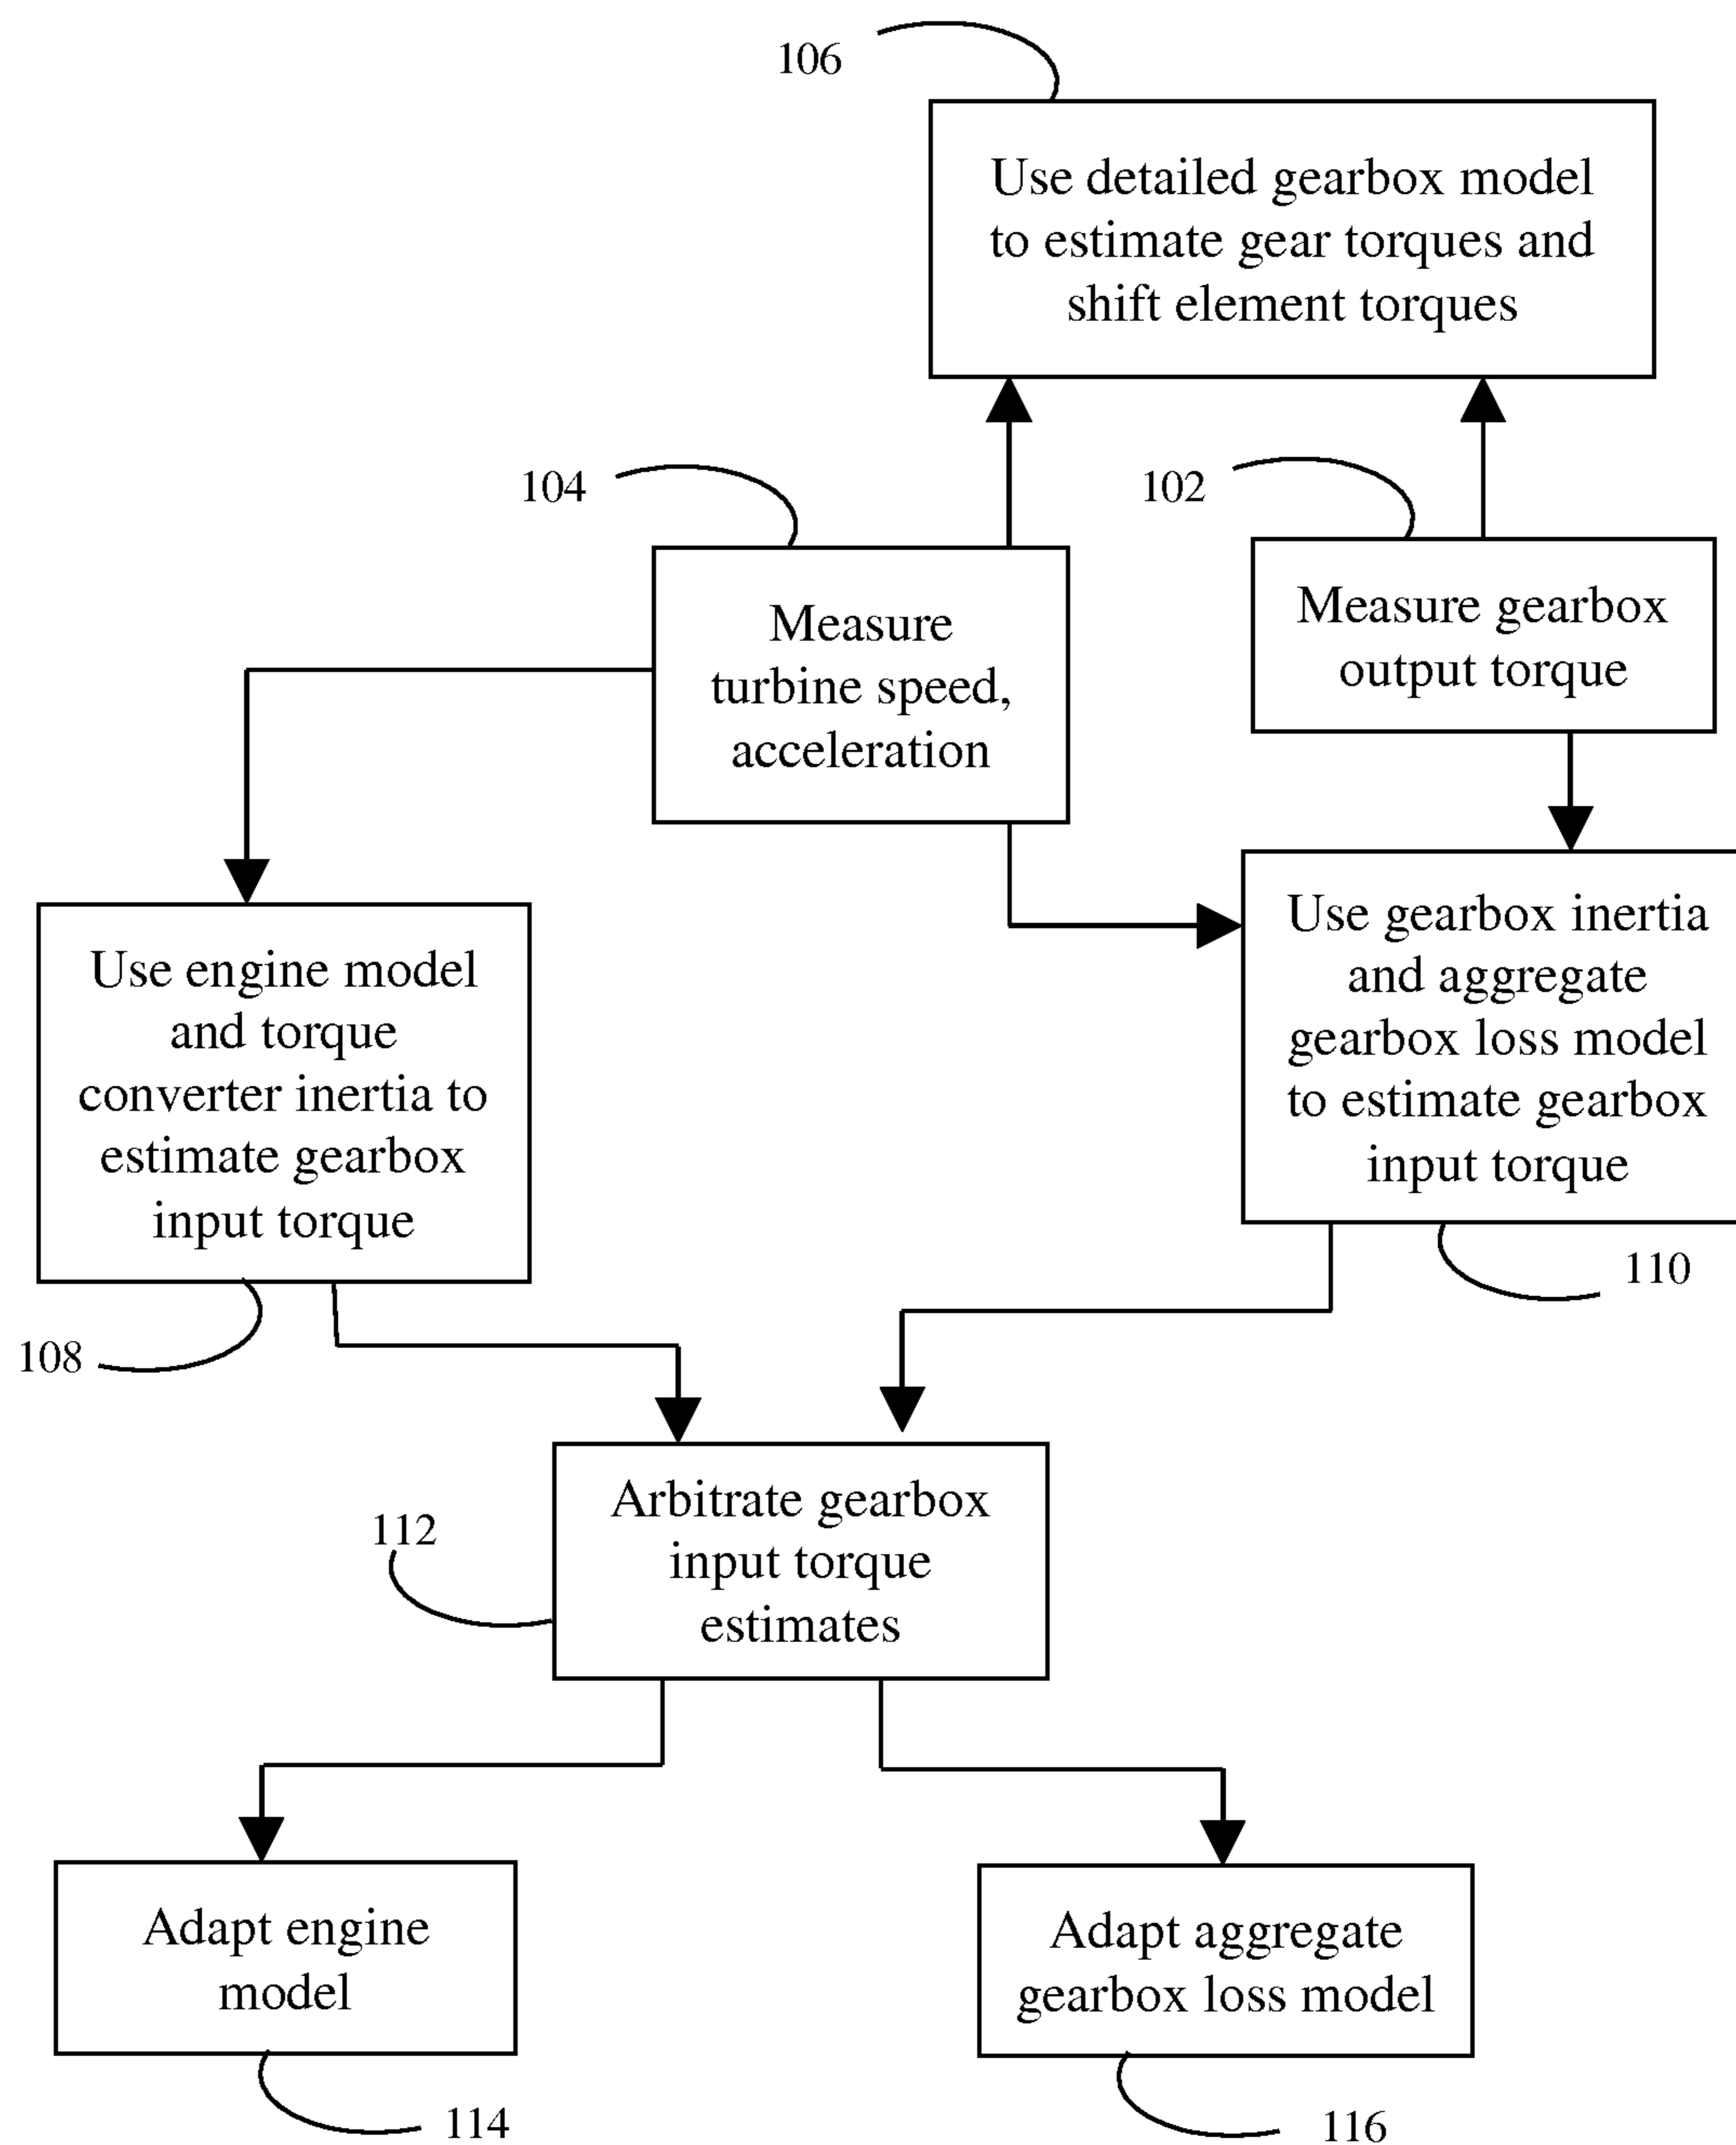 106
Use detailed gearbox model
to estimate gear torques and
shift element torques
104
102
Measure
turbine speed,
acceleration
Measure gearbox
output torque
Use engine model
and torque
converter inertia to
estimate gearbox
input torque
Use gearbox inertia
and aggregate
gearbox loss model
to estimate gearbox
input torque
110
108
Arbitrate gearbox
input torque
estimates
112
Adapt engine
model
Adapt aggregate
gearbox loss model
114
116